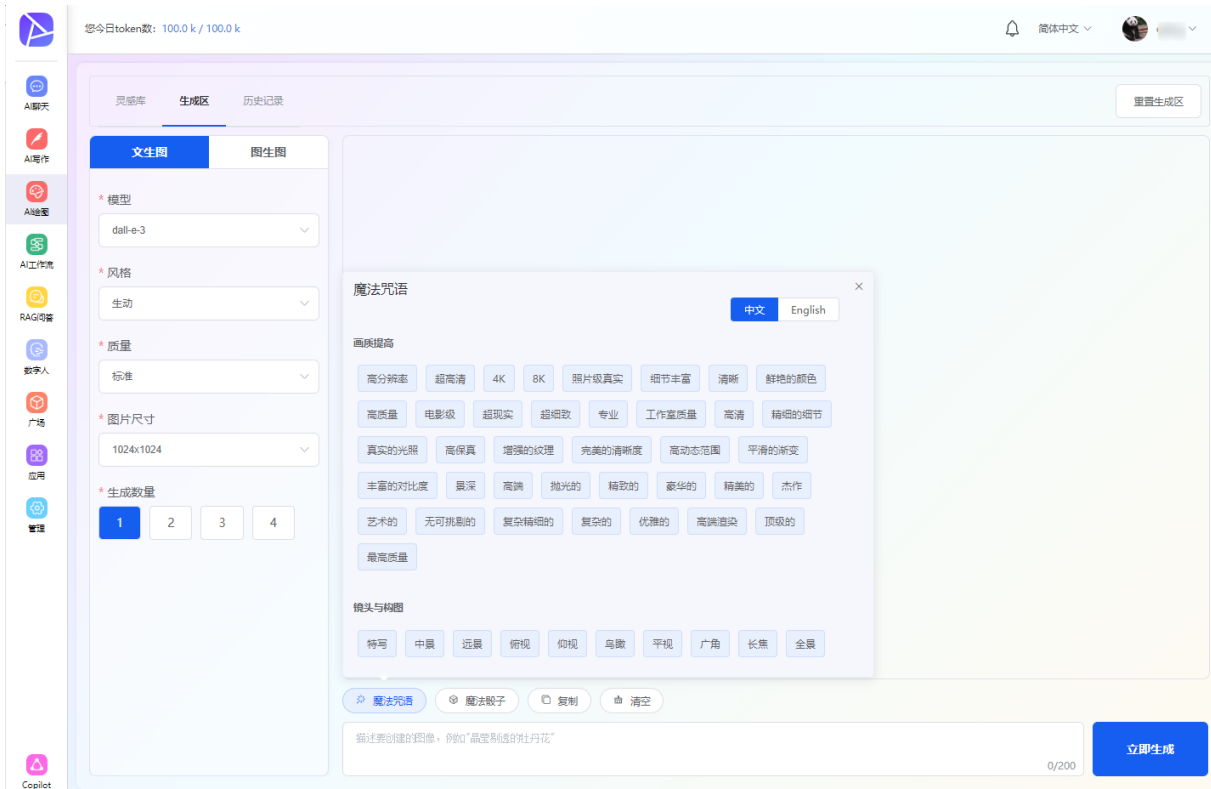 您今日token数: 100.0 k / 100.0 k
简体中文
AI聊天
AI写作
AI绘图
AI工作流
RAG问答
数字人
广场
应用
管理
Copilot
灵感库 生成区 历史记录
重置生成区
文生图 图生图
* 模型
dall-e-3
* 风格
生动
* 质量
标准
* 图片尺寸
1024x1024
* 生成数量
1 2 3 4
魔法咒语
中文 English
画质提高
高分辨率 超高清 4K 8K 照片级真实 细节丰富 清晰 鲜艳的颜色
高质量 电影级 超现实 超细致 专业 工作室质量 高清 精细的细节
真实的光照 高保真 增强的纹理 完美的清晰度 高动态范围 平滑的渐变
丰富的对比度 景深 高端 抛光的 精致的 豪华的 精美的 杰作
艺术的 无可挑剔的 复杂精细的 复杂的 优雅的 高端渲染 顶级的
最高质量
镜头与构图
特写 中景 远景 俯视 仰视 鸟瞰 平视 广角 长焦 全景
魔法咒语 魔法骰子 复制 清空
描述要创建的图像，例如“晶莹剔透的牡丹花”
0/200
立即生成